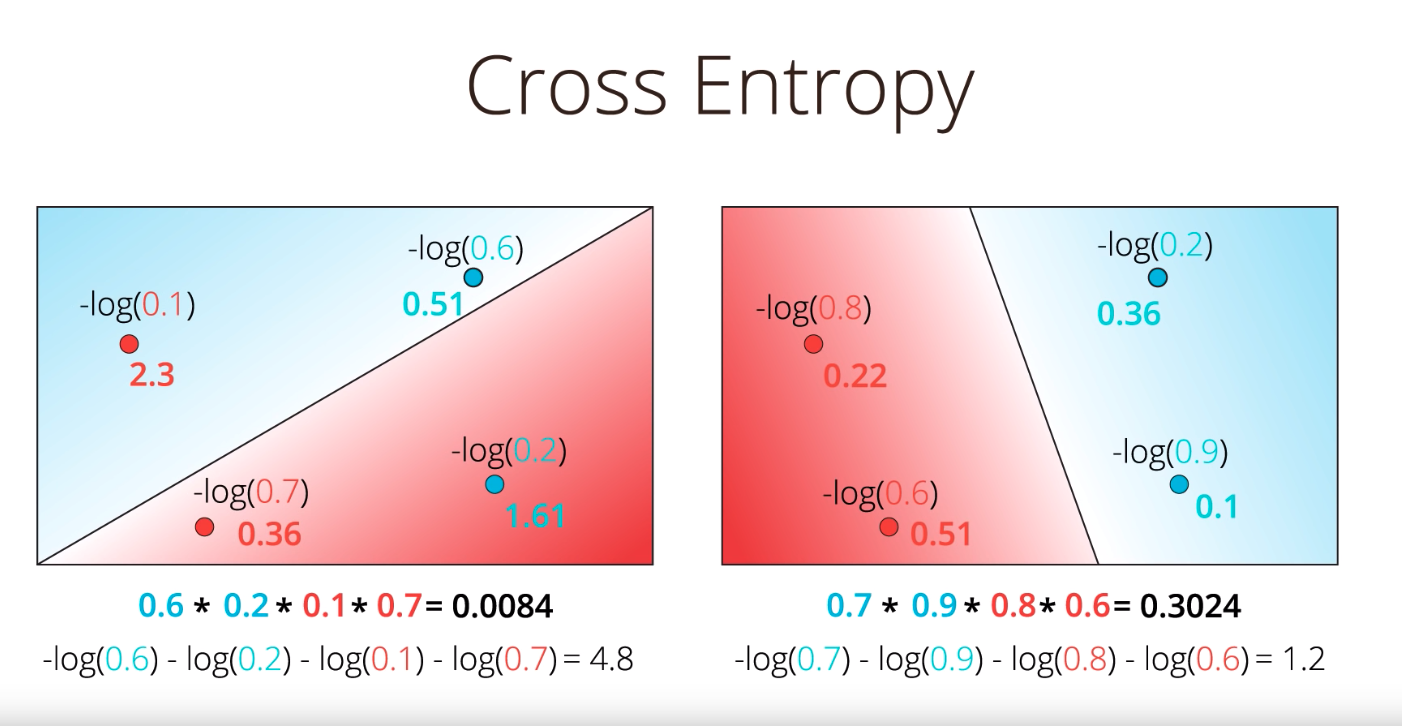 Cross Entropy
-log(0.6)
0.51
-log(0.1)
2.3
-log(0.2)
1.61
-log(0.7)
0.36
0.6 * 0.2 * 0.1 * 0.7 = 0.0084
-log(0.6) - log(0.2) - log(0.1) - log(0.7) = 4.8
-log(0.2)
0.36
-log(0.8)
0.22
-log(0.9)
0.1
-log(0.6)
0.51
0.7 * 0.9 * 0.8 * 0.6 = 0.3024
-log(0.7) - log(0.9) - log(0.8) - log(0.6) = 1.2